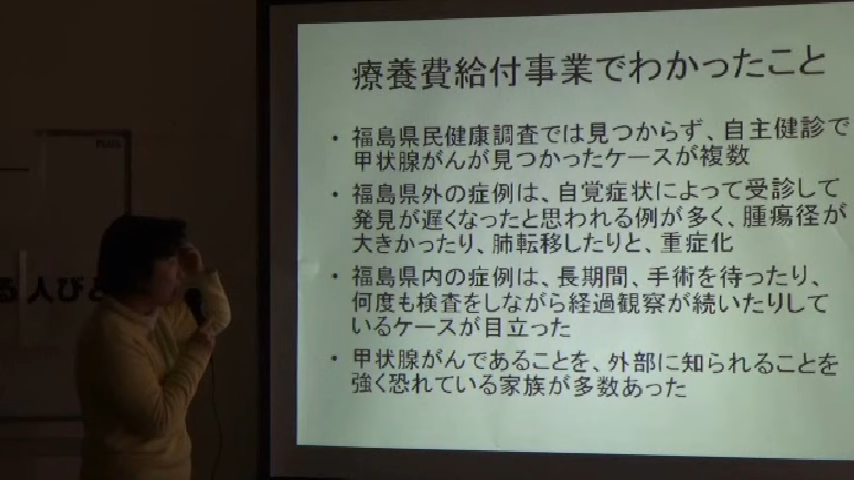 療養費給付事業でわかったこと
・福島県民健康調査では見つからず、自主健診で
甲状腺がんが見つかったケースが複数
・福島県外の症例は、自覚症状によって受診して
発見が遅くなったと思われる例が多く、腫瘍径が
大きかったり、肺転移したりと、重症化
・福島県内の症例は、長期間、手術を待ったり、
何度も検査をしながら経過観察が続いたりして
いるケースが目立った
・甲状腺がんであることを、外部に知られることを
強く恐れている家族が多数あった
る人びと
PLUS